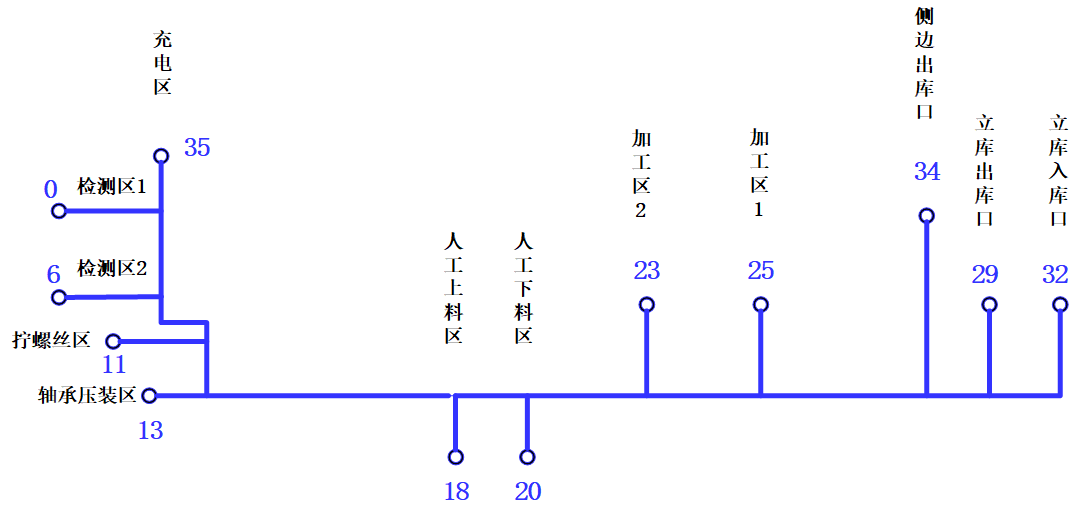 充电区
35
0
检测区1
6
检测区2
拧螺丝区
11
轴承压装区
13
人工上料区
18
人工下料区
20
加工区2
23
加工区1
25
侧边出库口
34
立库出库口
29
立库入库口
32